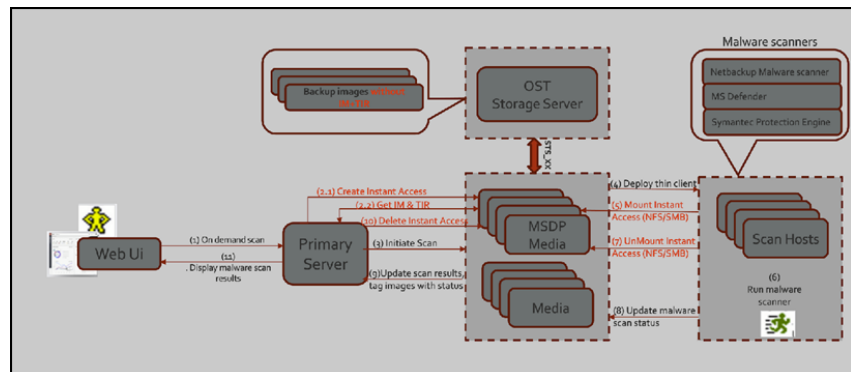 Malware scanners
Netbackup Malware scanner
MS Defender
Symantec Protection Engine
Backup images without
IM/TIR
OST
Storage Server
STS_XX
(2.1) Create Instant Access
(2.2) Get IM & TIR
(10) Delete Instant Access
(3) Initiate Scan
(9)Update scan results,
tag images with status
(1) On demand scan
(11)
. Display malware scan
results
Web Ui
Primary
Server
MSDP
Media
Media
(4) Deploy thin client
(5) Mount Instant
Access (NFS/SMB)
(7) UnMount Instant
Access (NFS/SMB)
(8) Update malware
scan status
Scan Hosts
(6)
Run malware
scanner